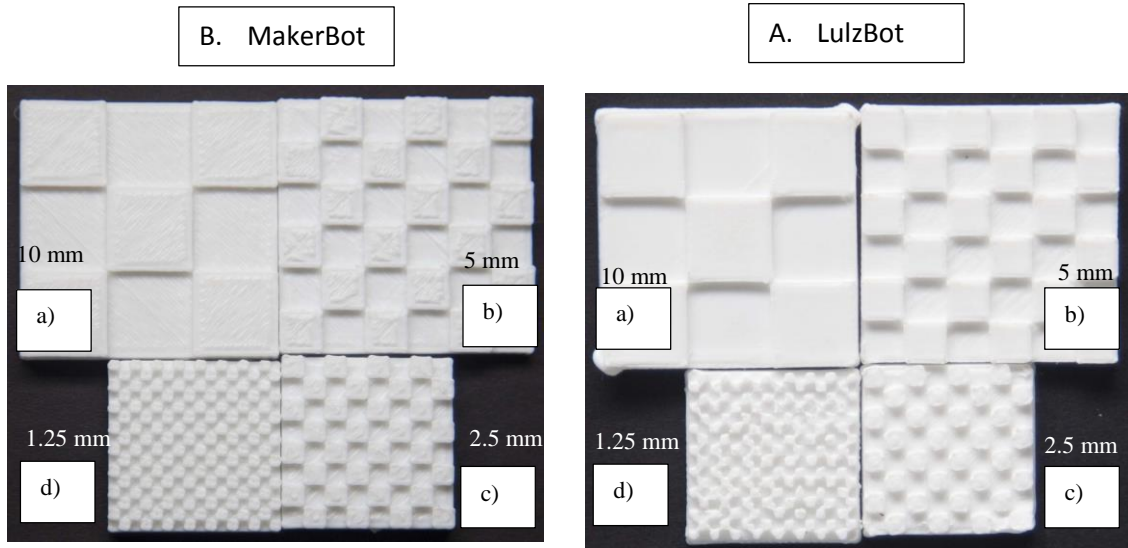 B. MakerBot
A. LulzBot
10 mm
a)
5 mm
b)
1.25 mm
d)
2.5 mm
c)
10 mm
a)
5 mm
b)
1.25 mm
d)
2.5 mm
c)